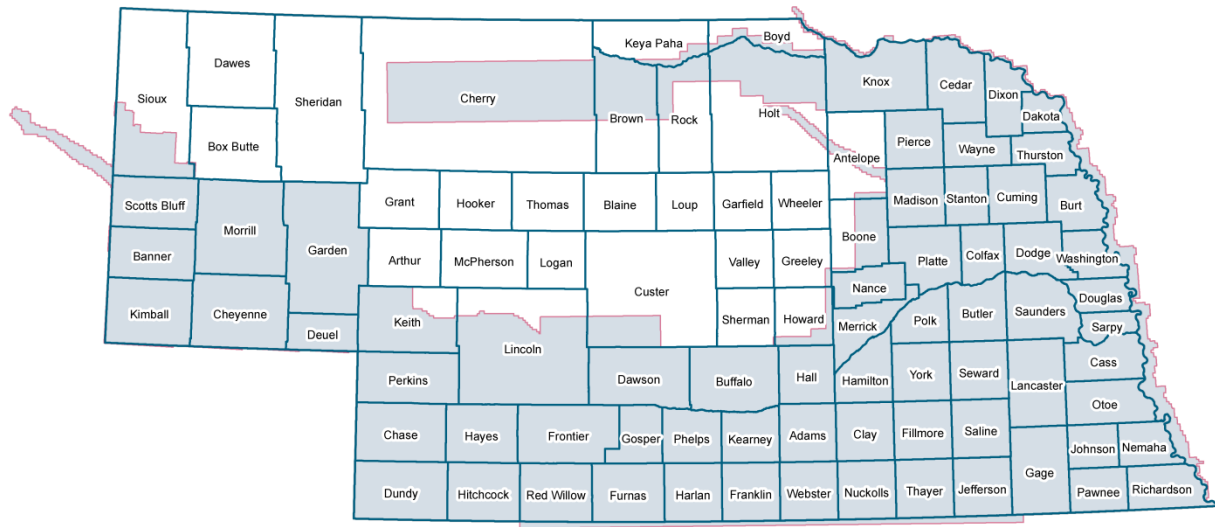 Boyd
Keya Paha
Dawes
Knox
Cedar
Sioux
Sheridan
Cherry
Dixon
Dakota
Holt
Brown
Rock
Box Butte
Pierce
Wayne
Thurston
Antelope
Scotts Bluff
Grant
Hooker
Thomas
Blaine
Loup
Garfield
Wheeler
Madison
Stanton
Cuming
Burt
Morrill
Garden
Boone
Banner
Arthur
McPherson
Logan
Valley
Greeley
Platte
Colfax
Dodge
Washington
Custer
Nance
Kimball
Cheyenne
Keith
Sherman
Howard
Merrick
Polk
Butler
Saunders
Douglas
Sarpy
Deuel
Lincoln
Perkins
Dawson
Buffalo
Hall
Hamilton
York
Seward
Lancaster
Cass
Otoe
Chase
Hayes
Frontier
Gosper
Phelps
Kearney
Adams
Clay
Fillmore
Saline
Johnson
Nemaha
Gage
Dundy
Hitchcock
Red Willow
Furnas
Harlan
Franklin
Webster
Nuckolls
Thayer
Jefferson
Pawnee
Richardson